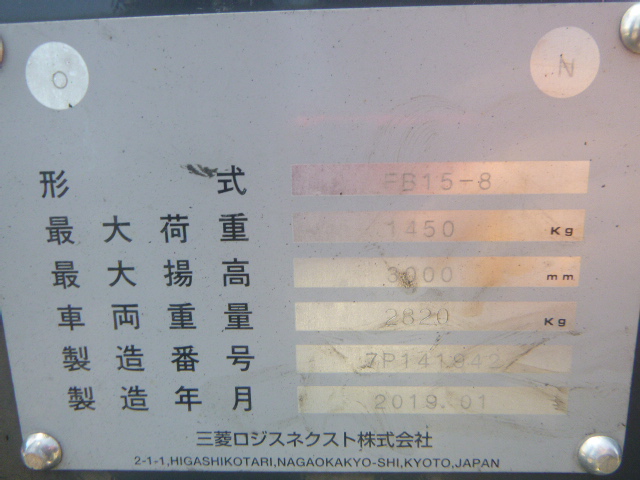 O N
形式 FB15-8
最大荷重 1450 Kg
最大揚高 3000 mm
車両重量 2820 Kg
製造番号 7P141942
製造年月 2019.01
三菱ロジスネクスト株式会社
2-1-1,HIGASHIKOTARI,NAGAOKAKYO-SHI,KYOTO,JAPAN